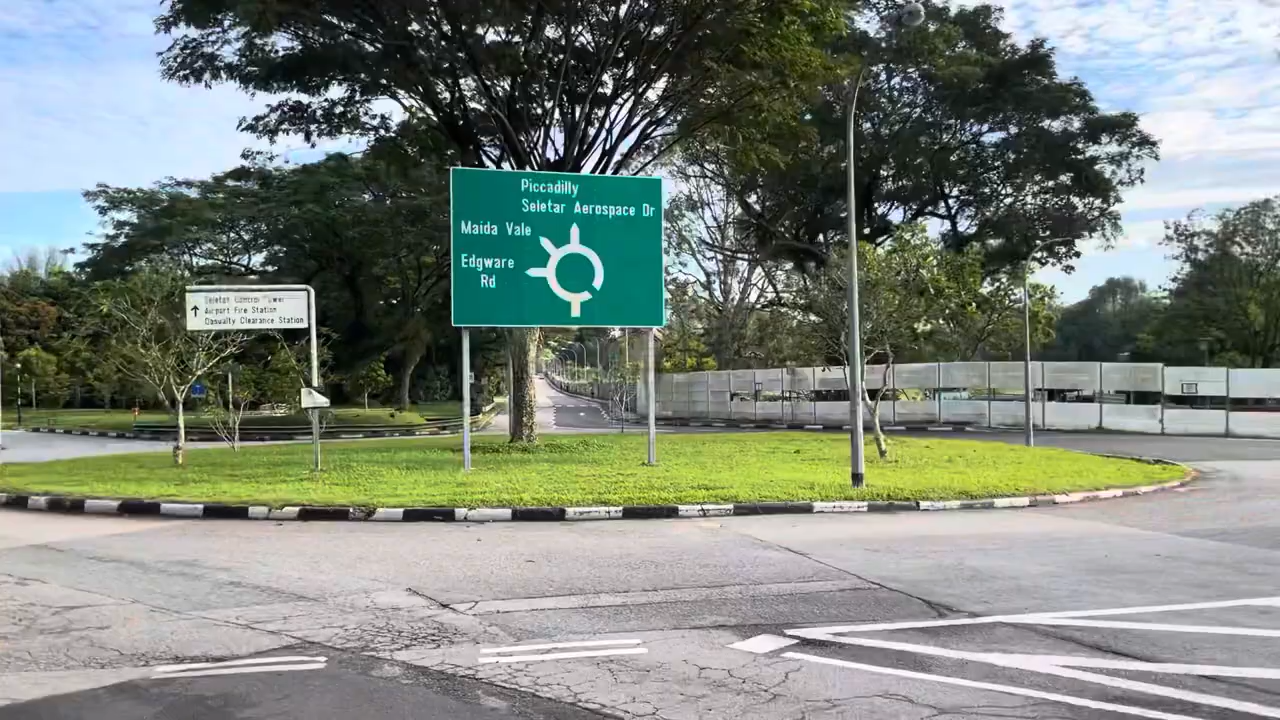 Piccadilly
Seletar Aerospace Dr
Maida Vale
Edgware
Rd
Seletar Control Tower
Airport Fire Station
Casualty Clearance Station